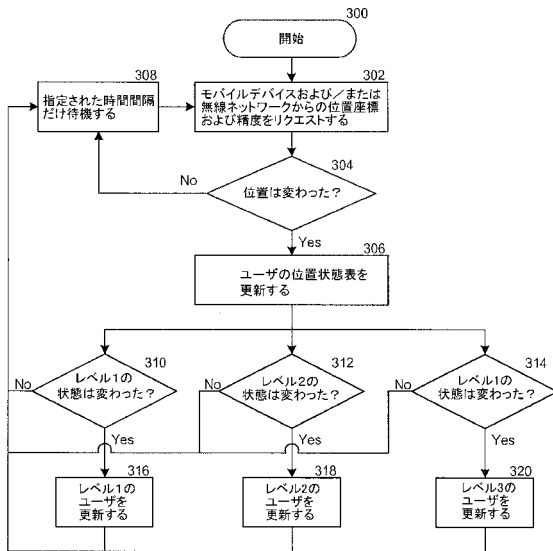 300
開始
308
指定された時間間隔
だけ待機する
302
モバイルデバイスおよび／または
無線ネットワークからの位置座標
および精度をリクエストする
304
位置は変わった？
No
Yes
306
ユーザの位置状態表を
更新する
310
レベル1の
状態は変わった？
No
Yes
312
レベル2の
状態は変わった？
No
Yes
314
レベル1の
状態は変わった？
No
Yes
316
レベル1の
ユーザを
更新する
318
レベル2の
ユーザを
更新する
320
レベル3の
ユーザを
更新する